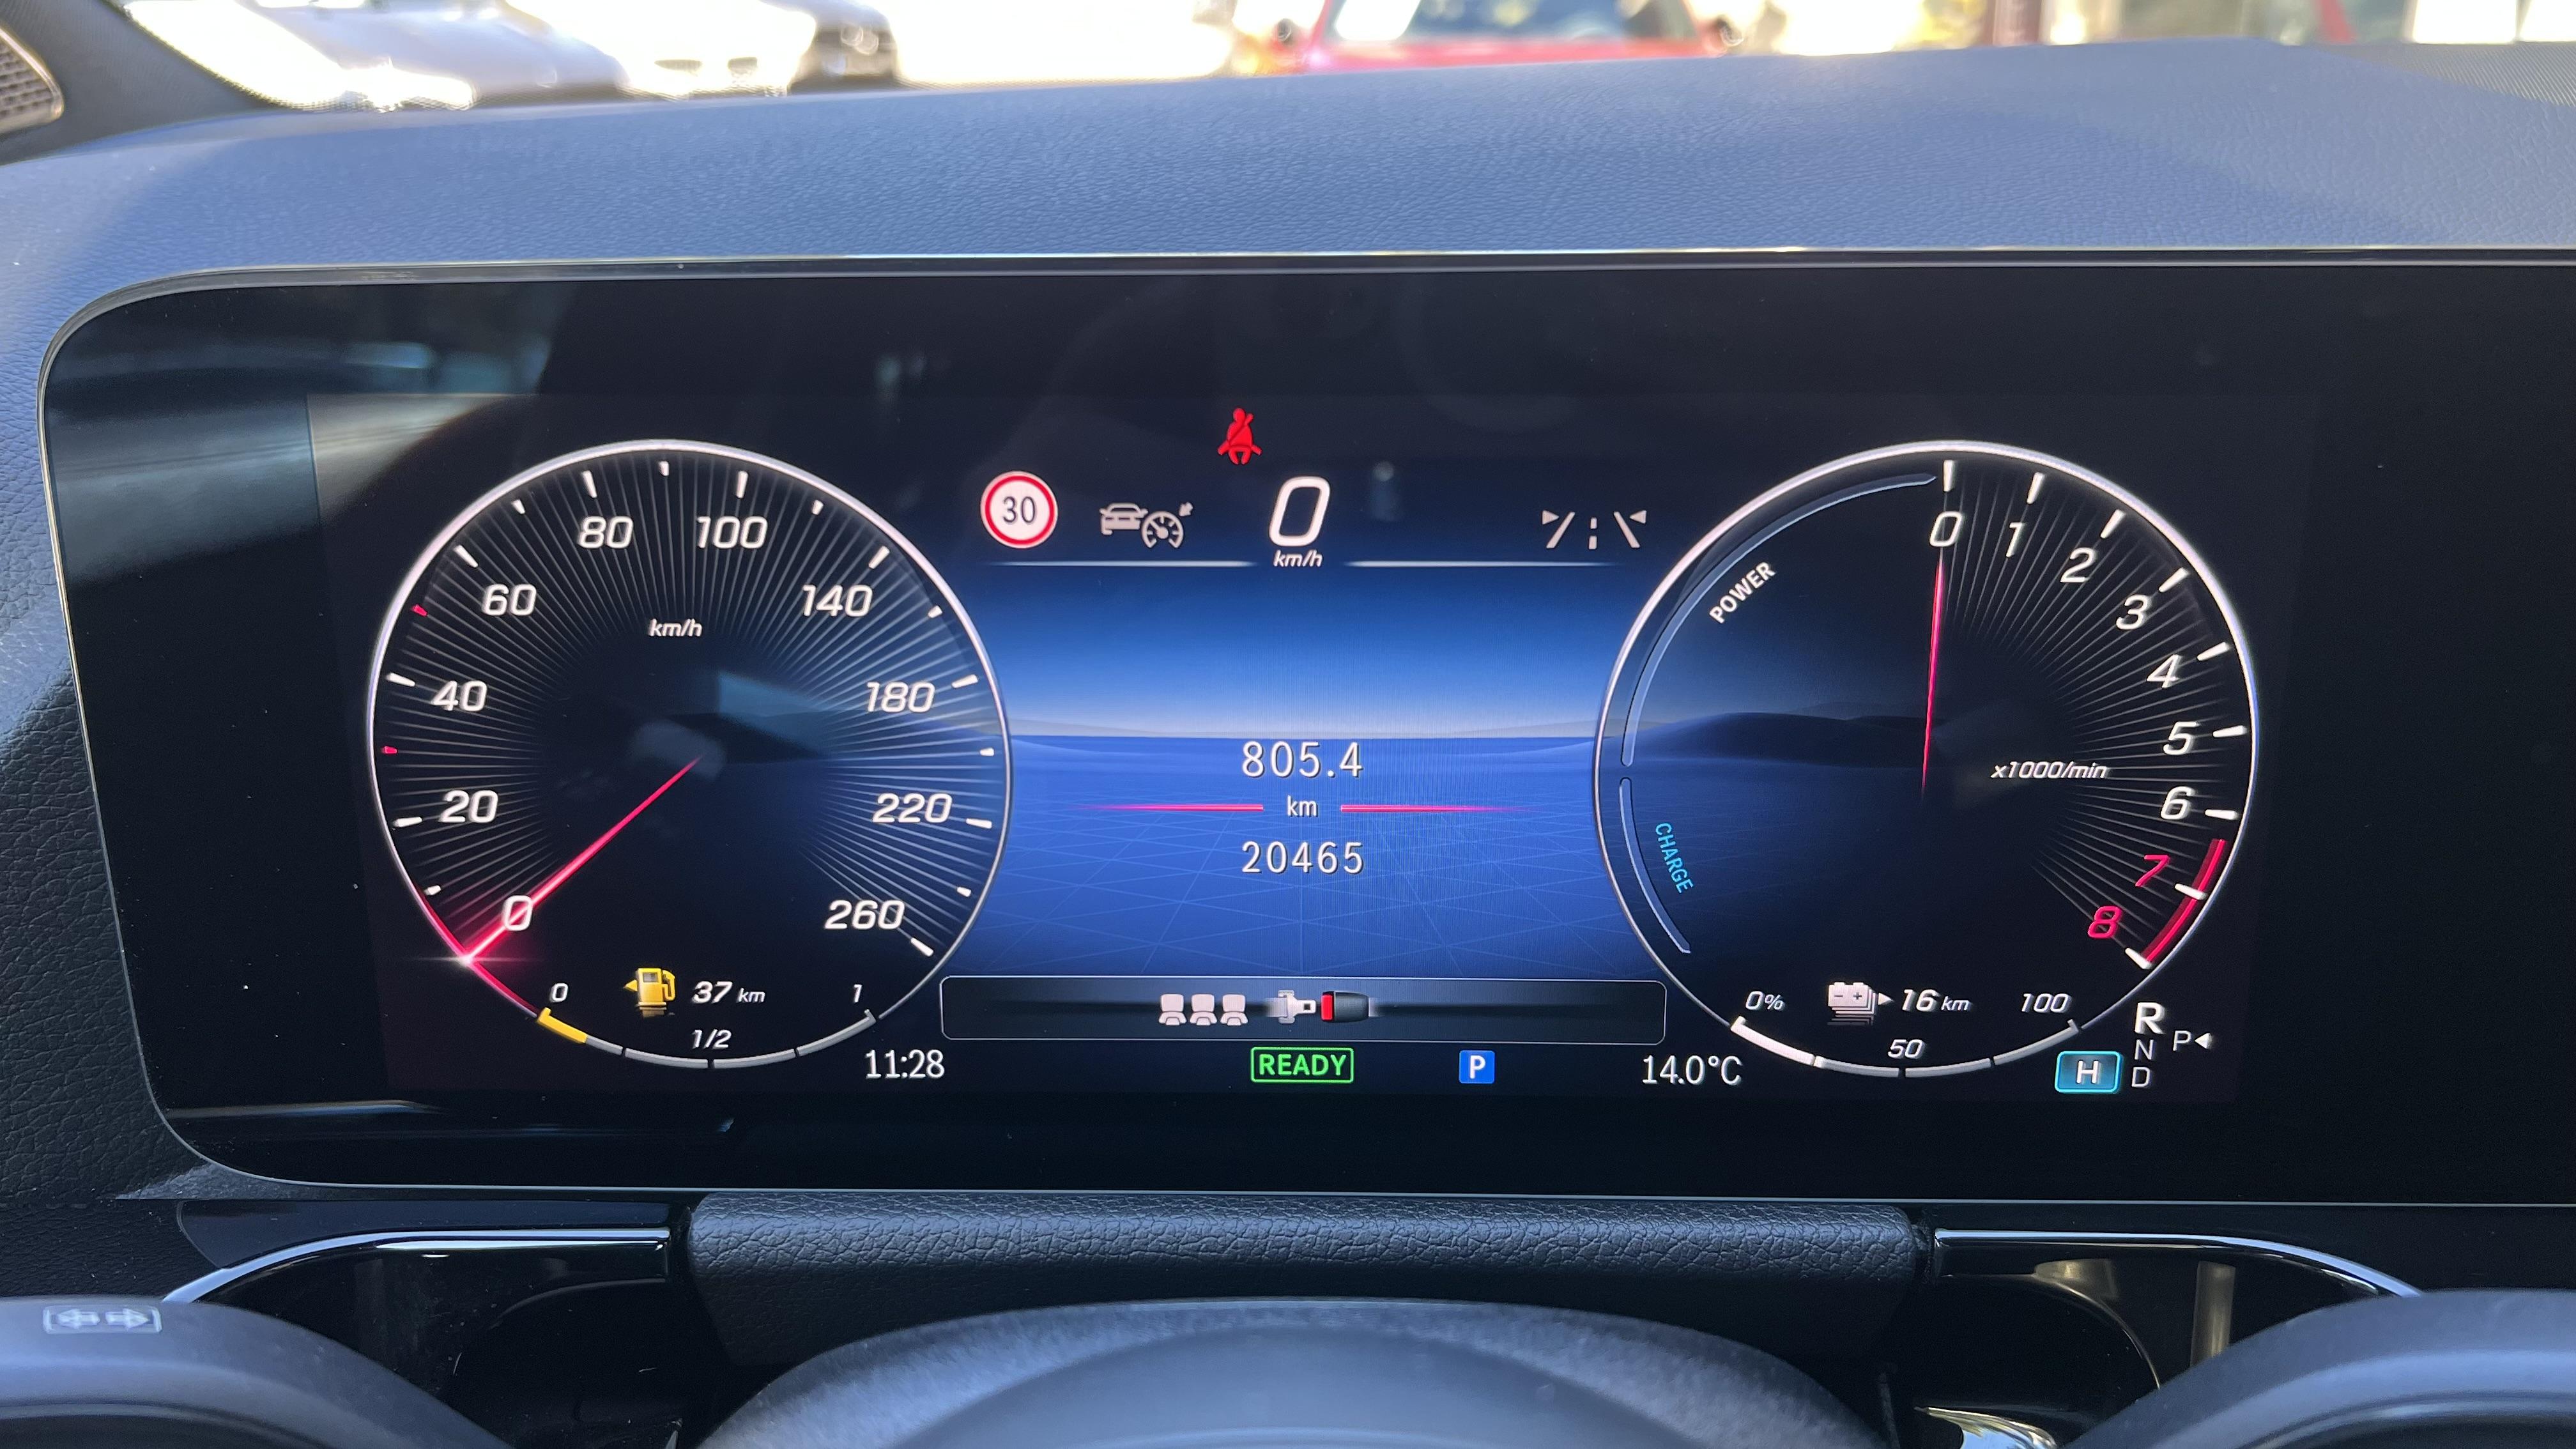 30
0
km/h
80 100
60 140
km/h
40 180
20 220
0 260
0 37 km 1
1/2
805.4
km
20465
POWER
CHARGE
0 1 2 3 4 5 6 7 8
x1000/min
0% 16 km 100
50
11:28
READY
P
14.0°C
H
R
N P
D